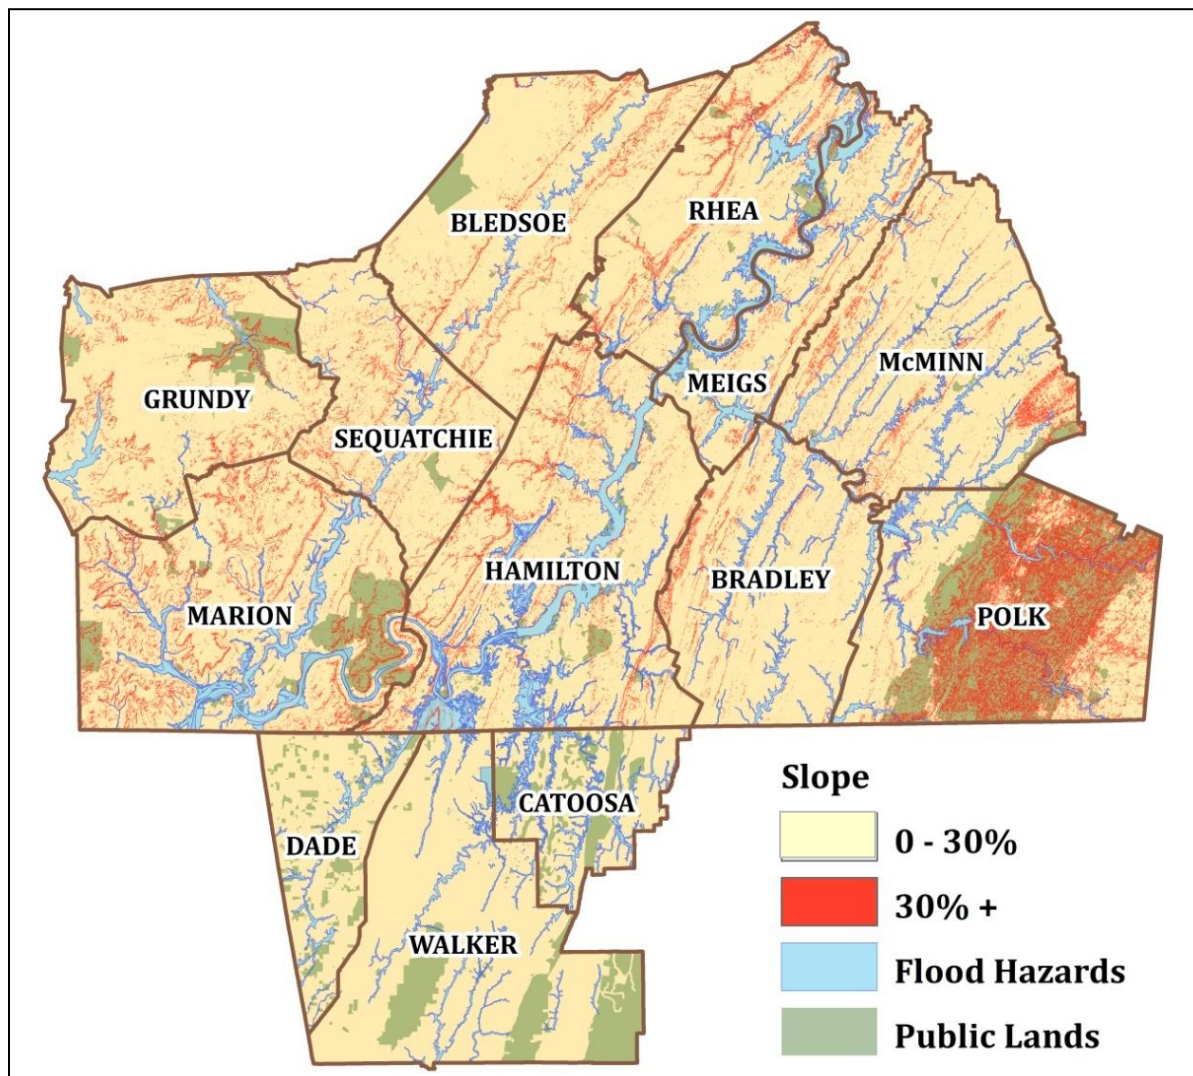 RHEA
BLEDSOE
McMINN
MEIGS
GRUNDY
SEQUATCHIE
HAMILTON
BRADLEY
MARION
POLK
CATOOSA
DADE
WALKER
Slope
0 - 30%
30% +
Flood Hazards
Public Lands